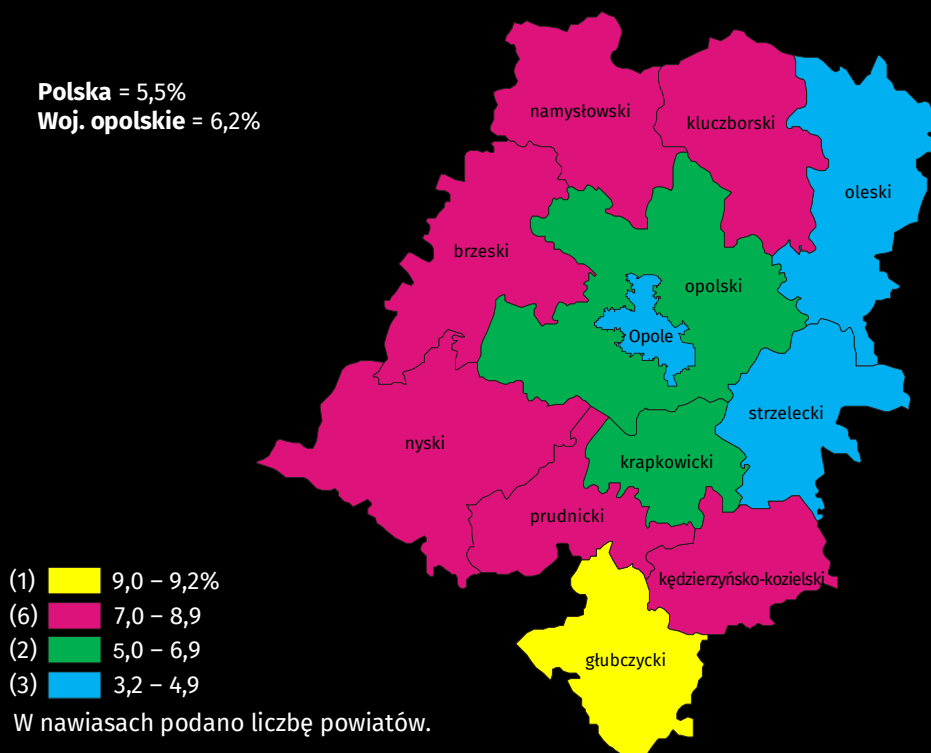 Polska = 5,5%
Woj. opolskie = 6,2%
namysłowski
kluczborski
oleski
brzeski
opolski
Opole
strzelecki
nyski
krapkowicki
prudnicki
kędzierzyńsko-kozielski
głubczycki
(1) 9,0 – 9,2%
(6) 7,0 – 8,9
(2) 5,0 – 6,9
(3) 3,2 – 4,9
W nawiasach podano liczbę powiatów.